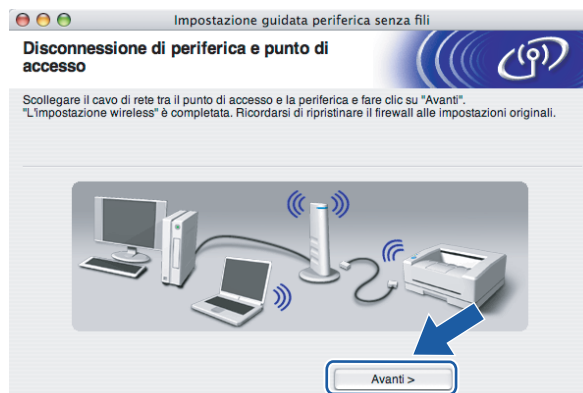 Impostazione guidata periferica senza fili
Disconnessione di periferica e punto di
accesso
Scollegare il cavo di rete tra il punto di accesso e la periferica e fare clic su "Avanti".
"L'impostazione wireless" è completata. Ricordarsi di ripristinare il firewall alle impostazioni originali.
Avanti >